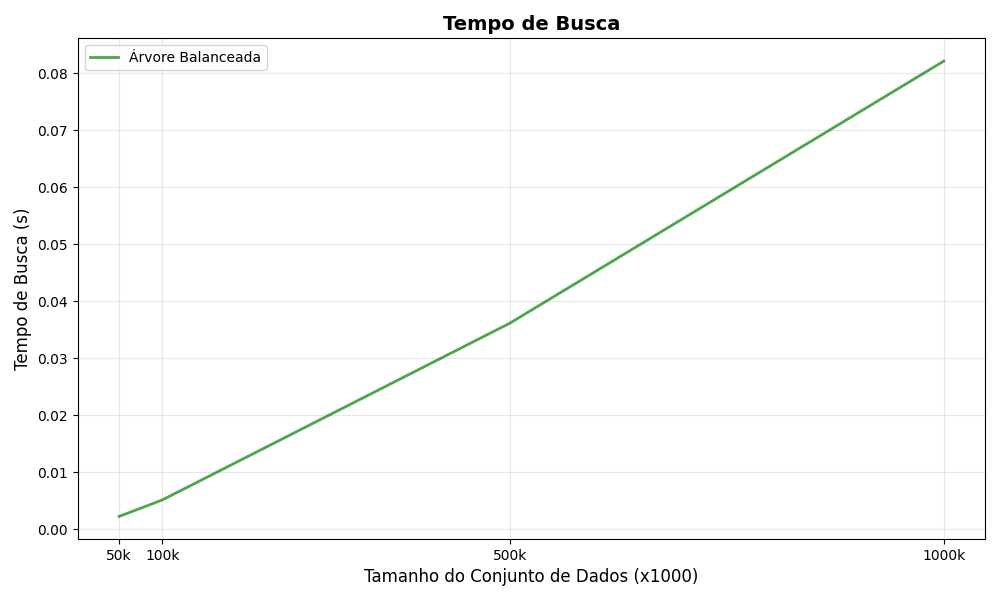 Tempo de Busca
Árvore Balanceada
Tempo de Busca (s)
0.08
0.07
0.06
0.05
0.04
0.03
0.02
0.01
0.00
50k 100k 500k 1000k
Tamanho do Conjunto de Dados (x1000)